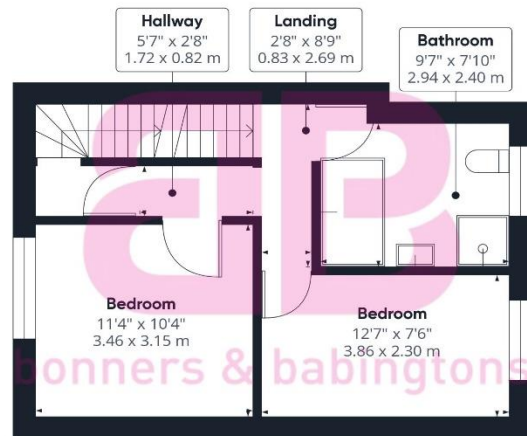 Hallway
5'7" x 2'8"
1.72 x 0.82 m
Landing
2'8" x 8'9"
0.83 x 2.69 m
Bathroom
9'7" x 7'10"
2.94 x 2.40 m
Bedroom
11'4" x 10'4"
3.46 x 3.15 m
Bedroom
12'7" x 7'6"
3.86 x 2.30 m
aB
bonners & babingtons